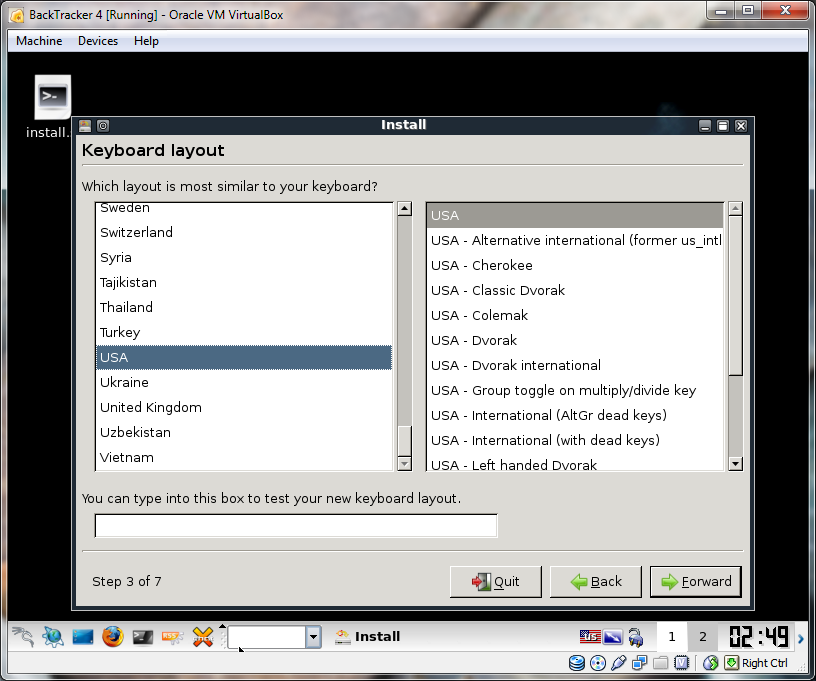 BackTracker 4 [Running] - Oracle VM VirtualBox
Machine Devices Help
install.
Install
Keyboard layout
Which layout is most similar to your keyboard?
Sweden
Switzerland
Syria
Tajikistan
Thailand
Turkey
USA
Ukraine
United Kingdom
Uzbekistan
Vietnam
USA
USA - Alternative international (former us_intl
USA - Cherokee
USA - Classic Dvorak
USA - Colemak
USA - Dvorak
USA - Dvorak international
USA - Group toggle on multiply/divide key
USA - International (AltGr dead keys)
USA - International (with dead keys)
USA - Left handed Dvorak
You can type into this box to test your new keyboard layout.
Step 3 of 7
Quit
Back
Forward
Install
us
1
2
02:49
Right Ctrl